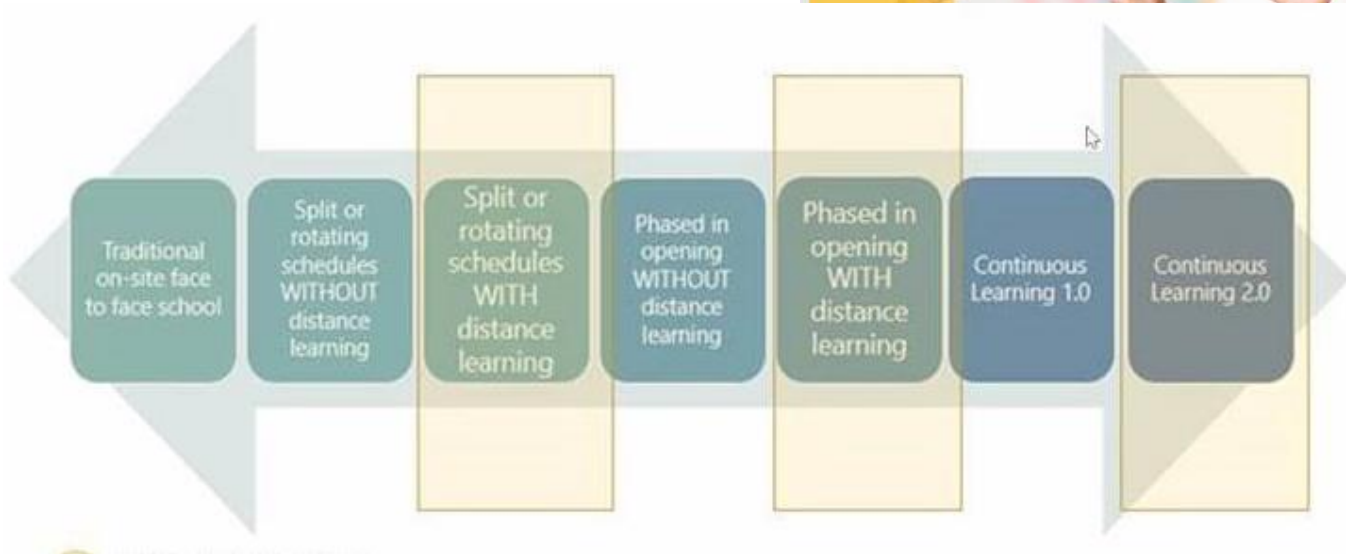 Traditional
on-site face
to face school
Split or
rotating
schedules
WITHOUT
distance
learning
Split or
rotating
schedules
WITH
distance
learning
Phased in
opening
WITHOUT
distance
learning
Phased in
opening
WITH
distance
learning
Continuous
Learning 1.0
Continuous
Learning 2.0